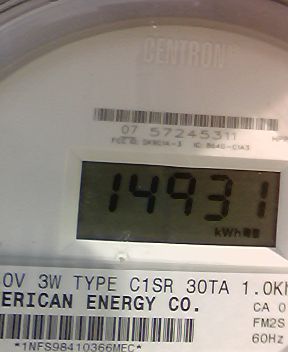 CENTRON
07 57245311
14931
kWh
0V 3W TYPE C1SR 30TA 1.0Kh
ERICAN ENERGY CO.
CA 0
FM2S
60Hz
*1NFS98410366MEC*